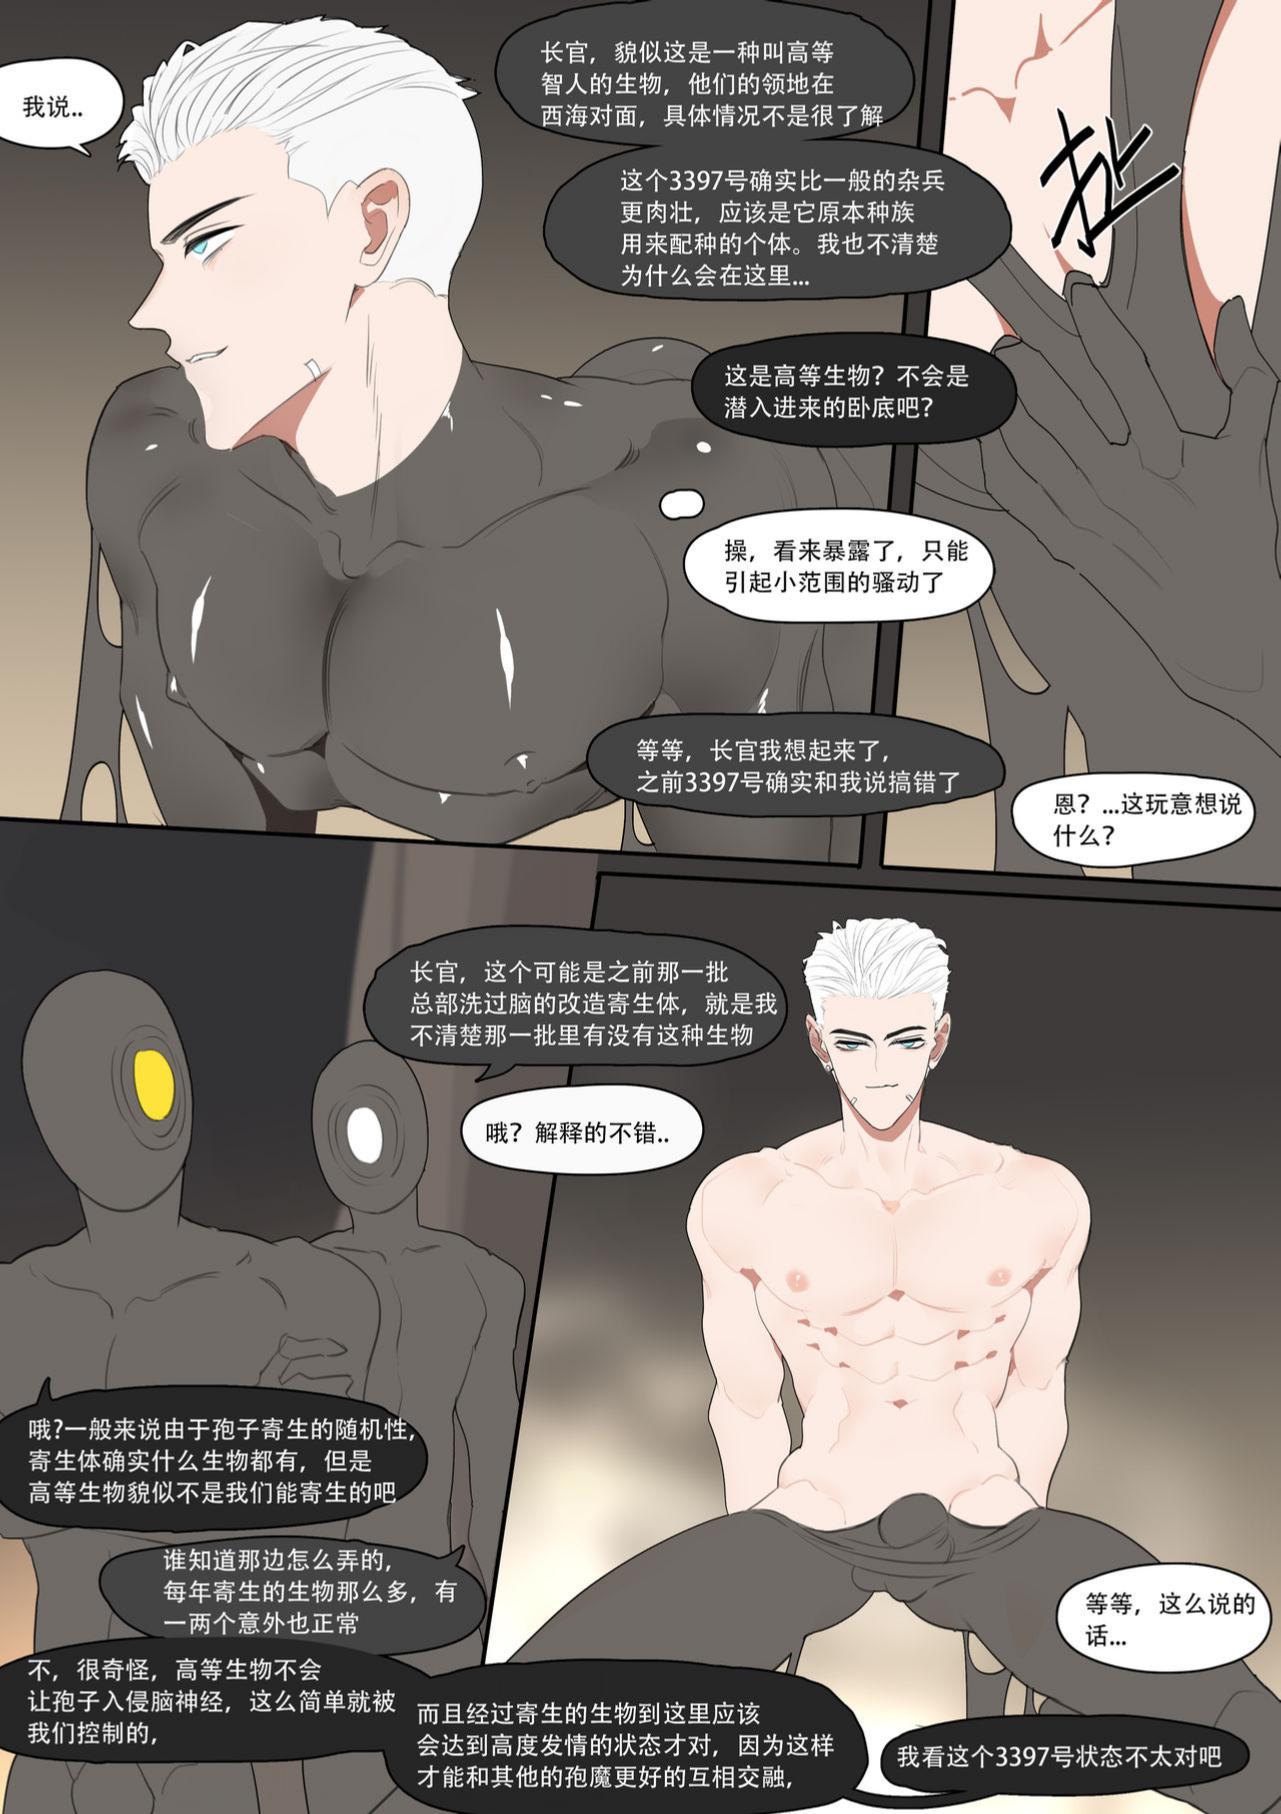 我说..
长官，貌似这是一种叫高等
智人的生物，他们的领地在
西海对面，具体情况不是很了解
这个3397号确实比一般的杂兵
更肉壮，应该是它原本种族
用来配种的个体。我也不清楚
为什么会在这里...
这是高等生物？不会是
潜入进来的卧底吧？
操，看来暴露了，只能
引起小范围的骚动了
等等，长官我想起来了，
之前3397号确实和我说搞错了
恩？...这玩意想说
什么？
长官，这个可能是之前那一批
总部洗过脑的改造寄生体，就是我
不清楚那一批里有没有这种生物
哦？解释的不错..
哦?一般来说由于孢子寄生的随机性,
寄生体确实什么生物都有，但是
高等生物貌似不是我们能寄生的吧
谁知道那边怎么弄的，
每年寄生的生物那么多，有
一两个意外也正常
不，很奇怪，高等生物不会
让孢子入侵脑神经，这么简单就被
我们控制的,
而且经过寄生的生物到这里应该
会达到高度发情的状态才对，因为这样
才能和其他的孢魔更好的互相交融,
等等，这么说的
话...
我看这个3397号状态不太对吧